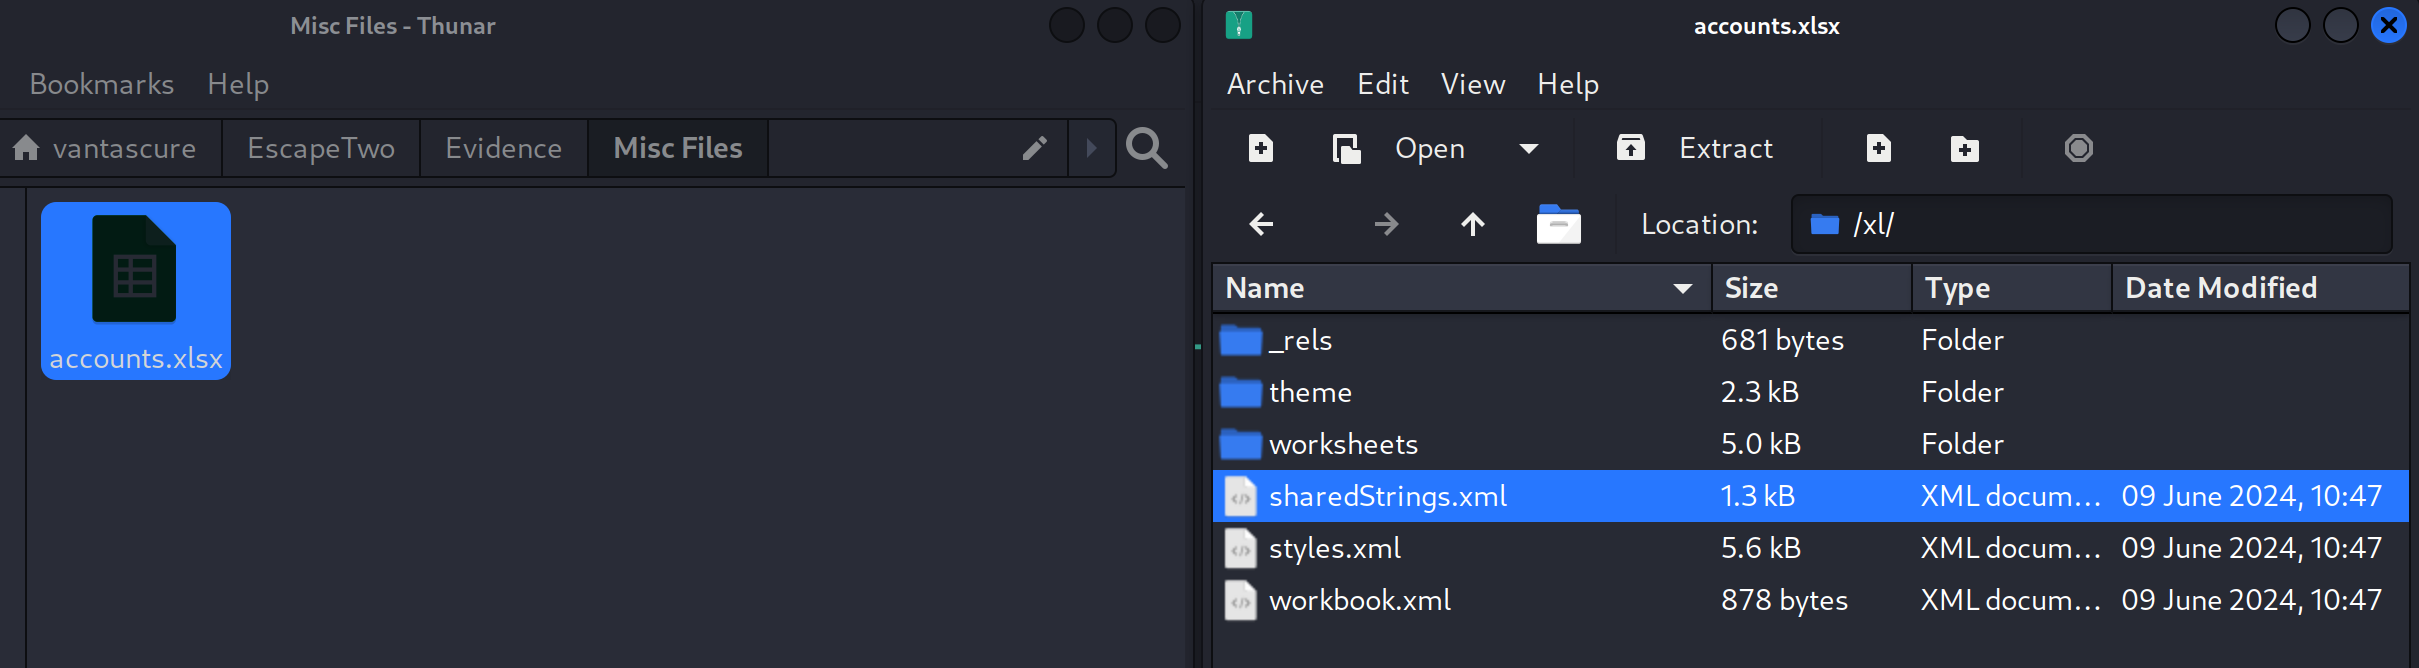 Misc Files - Thunar
Bookmarks Help
vantascure EscapeTwo Evidence Misc Files
accounts.xlsx
accounts.xlsx
Archive Edit View Help
Open Extract
Location: /xl/
Name Size Type Date Modified
_rels 681 bytes Folder
theme 2.3 kB Folder
worksheets 5.0 kB Folder
sharedStrings.xml 1.3 kB XML docum... 09 June 2024, 10:47
styles.xml 5.6 kB XML docum... 09 June 2024, 10:47
workbook.xml 878 bytes XML docum... 09 June 2024, 10:47